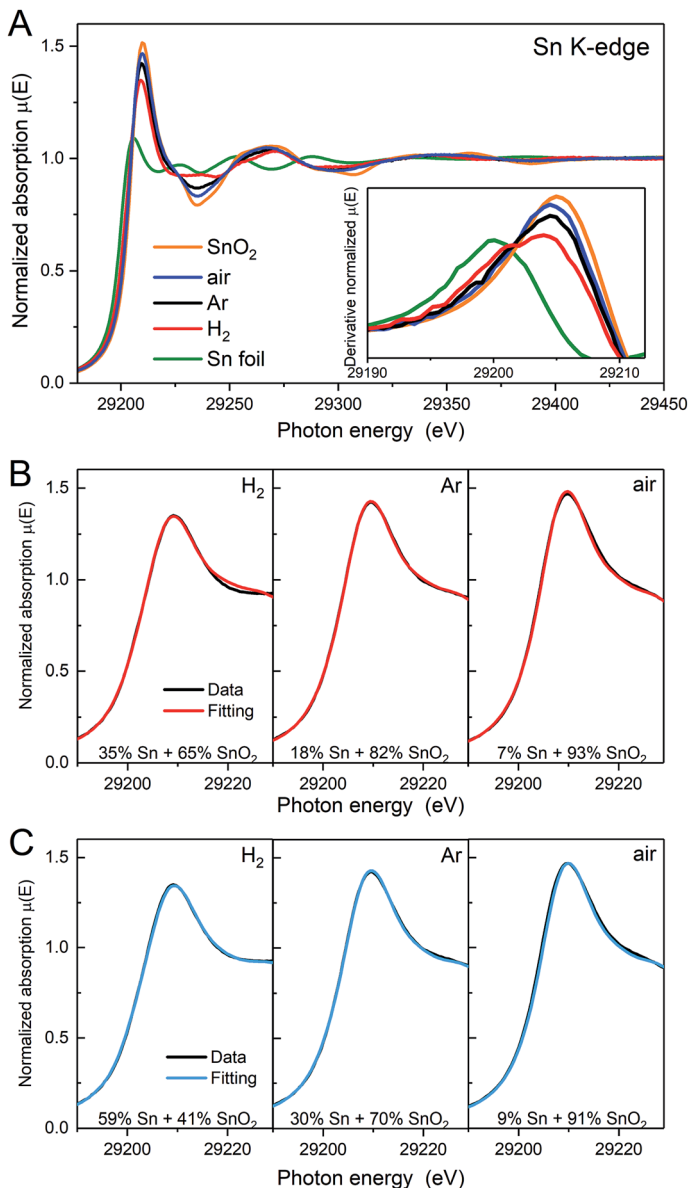 A
Sn K-edge
Normalized absorption μ(E)
1.5
1.0
0.5
0.0
SnO₂
air
Ar
H₂
Sn foil
Derivative normalized μ(E)
29190 29200 29210
29200 29250 29300 29350 29400 29450
Photon energy (eV)
B
H₂ Ar air
Normalized absorption μ(E)
1.5
1.0
0.5
0.0
Data
Fitting
35% Sn + 65% SnO₂ 18% Sn + 82% SnO₂ 7% Sn + 93% SnO₂
29200 29220 29200 29220 29200 29220
Photon energy (eV)
C
H₂ Ar air
Normalized absorption μ(E)
1.5
1.0
0.5
0.0
Data
Fitting
59% Sn + 41% SnO₂ 30% Sn + 70% SnO₂ 9% Sn + 91% SnO₂
29200 29220 29200 29220 29200 29220
Photon energy (eV)